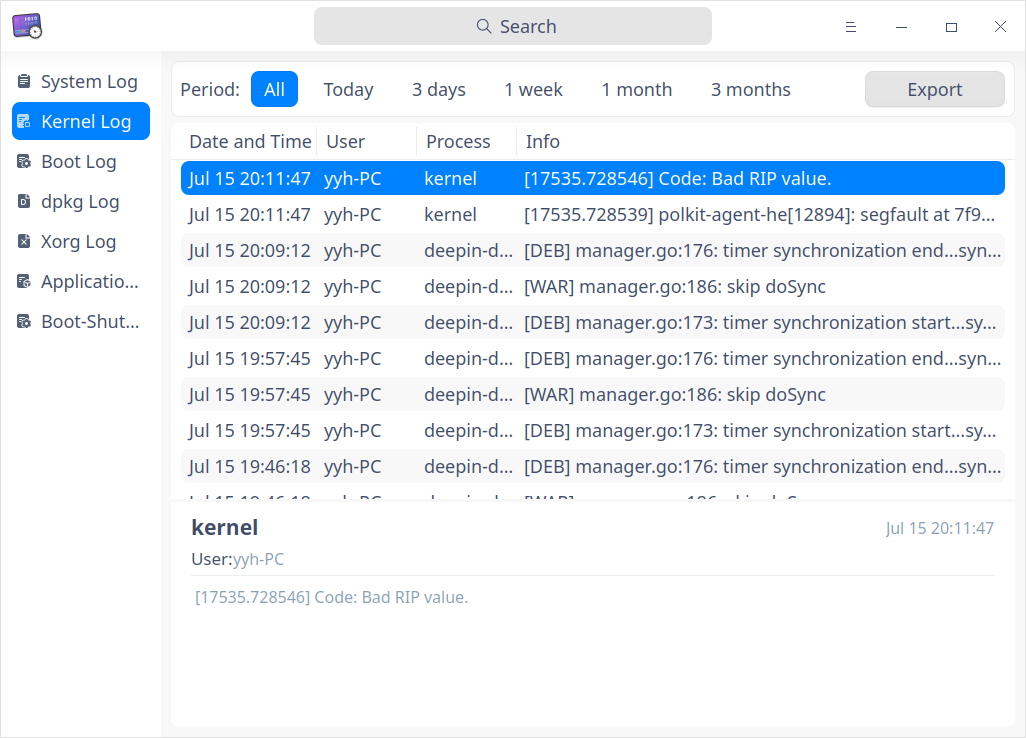 Search
System Log
Kernel Log
Boot Log
dpkg Log
Xorg Log
Applicatio...
Boot-Shut...
Period: All Today 3 days 1 week 1 month 3 months Export
Date and Time User Process Info
Jul 15 20:11:47 yyh-PC kernel [17535.728546] Code: Bad RIP value.
Jul 15 20:11:47 yyh-PC kernel [17535.728539] polkit-agent-he[12894]: segfault at 7f9...
Jul 15 20:09:12 yyh-PC deepin-d... [DEB] manager.go:176: timer synchronization end...syn...
Jul 15 20:09:12 yyh-PC deepin-d... [WAR] manager.go:186: skip doSync
Jul 15 20:09:12 yyh-PC deepin-d... [DEB] manager.go:173: timer synchronization start...sy...
Jul 15 19:57:45 yyh-PC deepin-d... [DEB] manager.go:176: timer synchronization end...syn...
Jul 15 19:57:45 yyh-PC deepin-d... [WAR] manager.go:186: skip doSync
Jul 15 19:57:45 yyh-PC deepin-d... [DEB] manager.go:173: timer synchronization start...sy...
Jul 15 19:46:18 yyh-PC deepin-d... [DEB] manager.go:176: timer synchronization end...syn...
kernel Jul 15 20:11:47
User:yyh-PC
[17535.728546] Code: Bad RIP value.